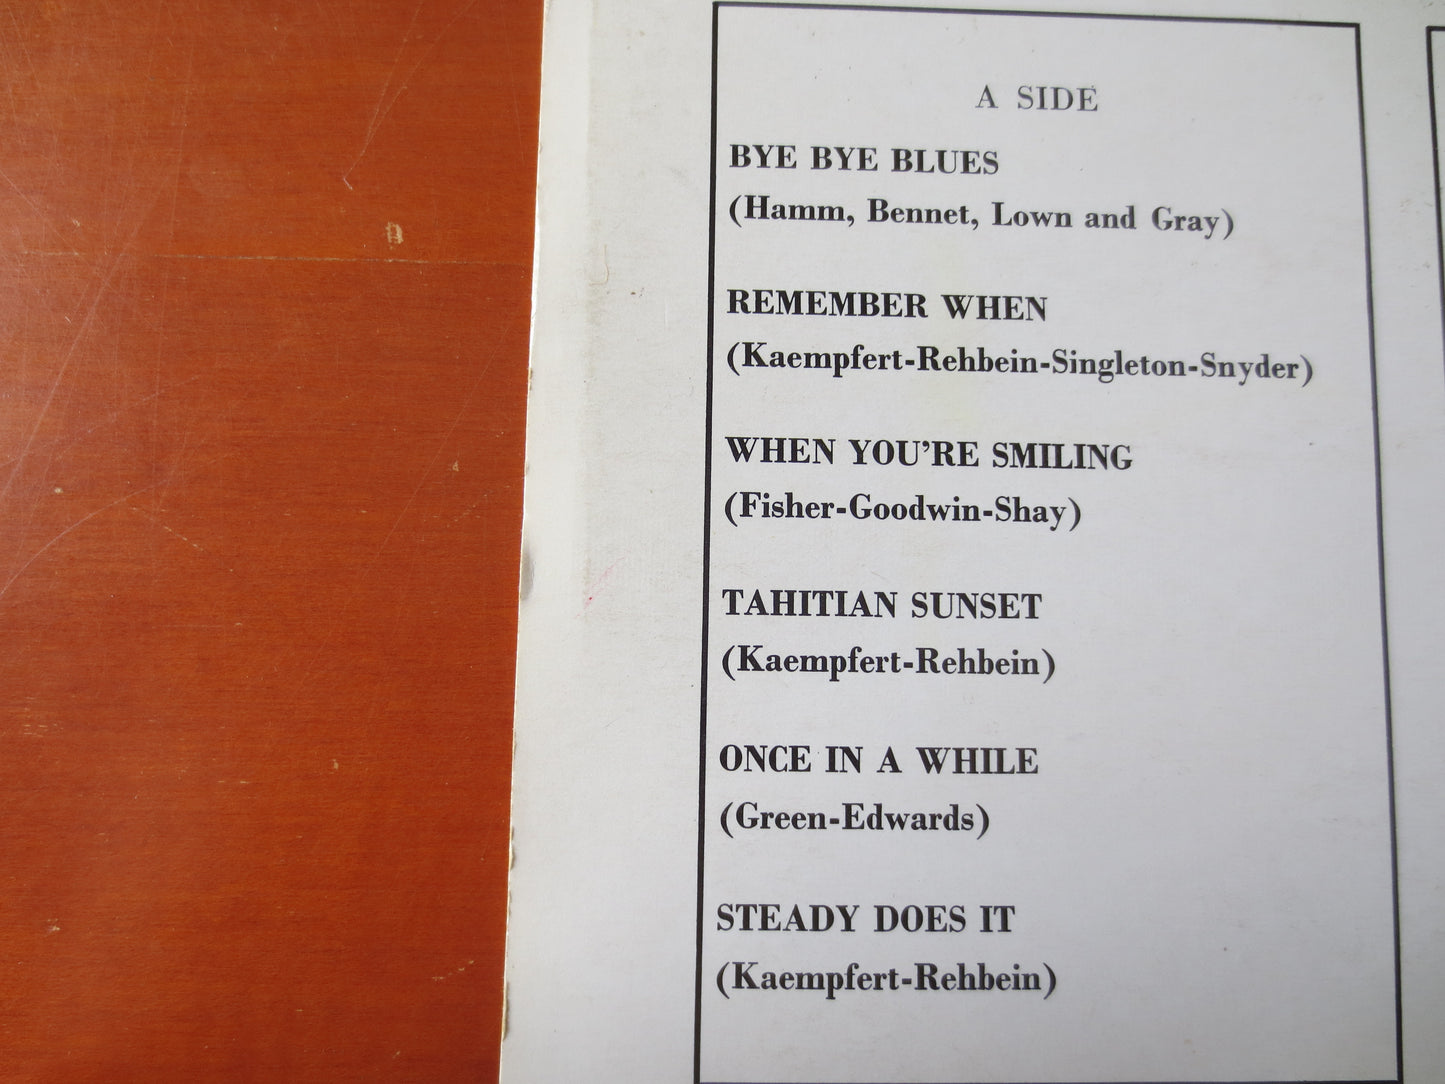 A SIDE
BYE BYE BLUES
(Hamm, Bennet, Lown and Gray)
REMEMBER WHEN
(Kaempfert-Rehbein-Singleton-Snyder)
WHEN YOU'RE SMILING
(Fisher-Goodwin-Shay)
TAHITIAN SUNSET
(Kaempfert-Rehbein)
ONCE IN A WHILE
(Green-Edwards)
STEADY DOES IT
(Kaempfert-Rehbein)